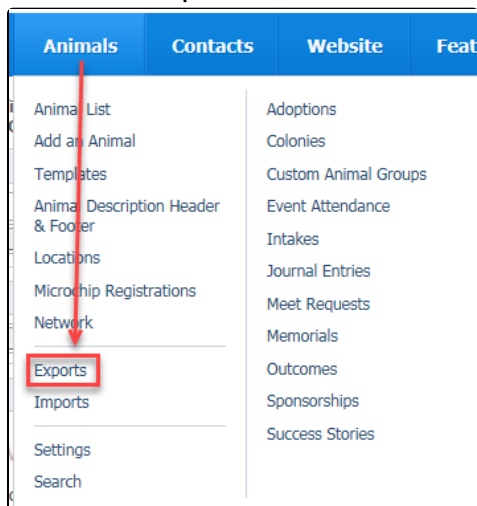 Animals Contacts Website Feat
Animal List
Add an Animal
Templates
Animal Description Header
& Footer
Locations
Microchip Registrations
Network
Exports
Imports
Settings
Search
Adoptions
Colonies
Custom Animal Groups
Event Attendance
Intakes
Journal Entries
Meet Requests
Memorials
Outcomes
Sponsorships
Success Stories